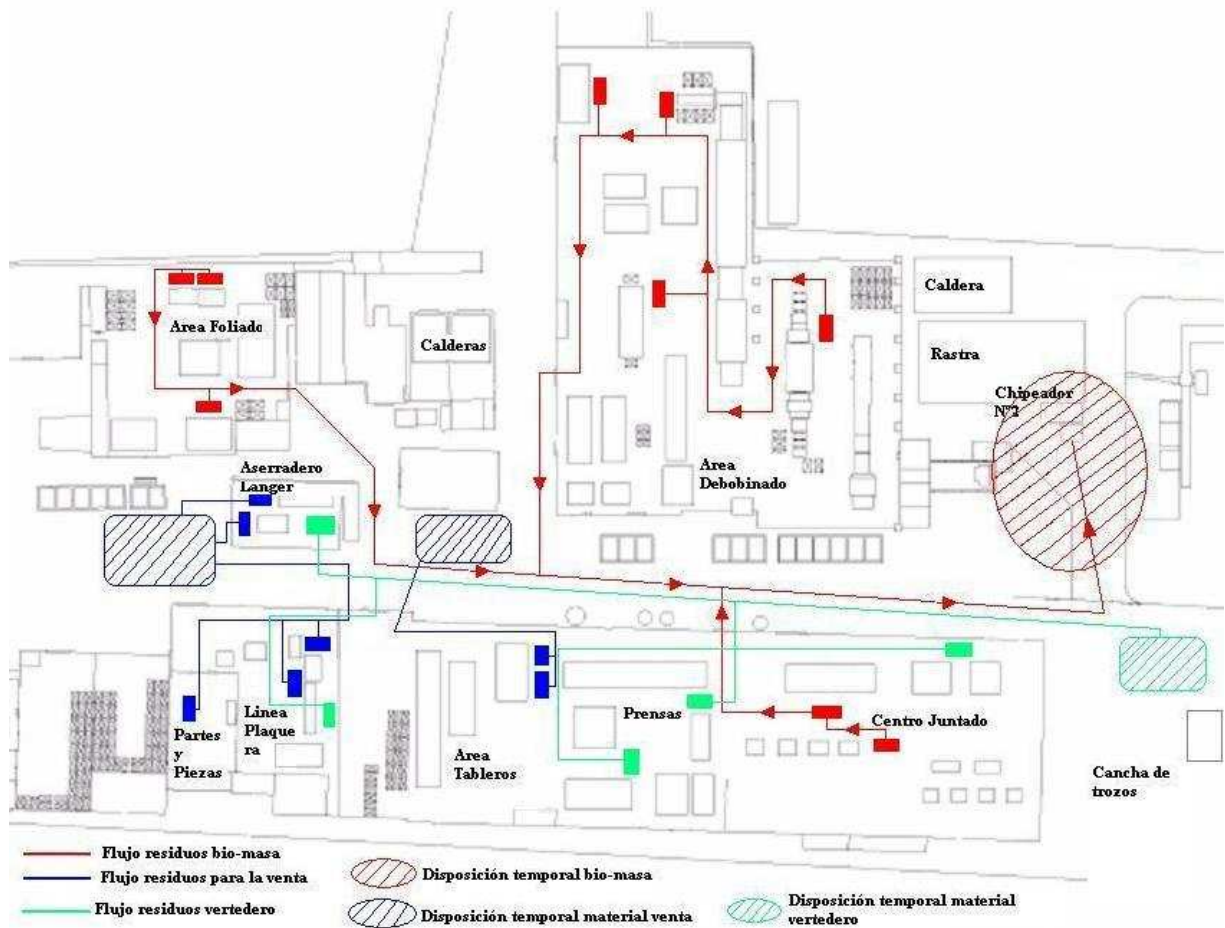 Caldera
Area Foliado
Calderas
Rastra
Chipeador
Nº2
Aserradero
Langer
Area
Debobinado
Partes
y
Piezas
Linea
Plaque
ra
Area
Tableros
Prensas
Centro Juntado
Cancha de
trozos
Flujo residuos bio-masa
Flujo residuos para la venta
Flujo residuos vertedero
Disposición temporal bio-masa
Disposición temporal material venta
Disposición temporal material
vertedero